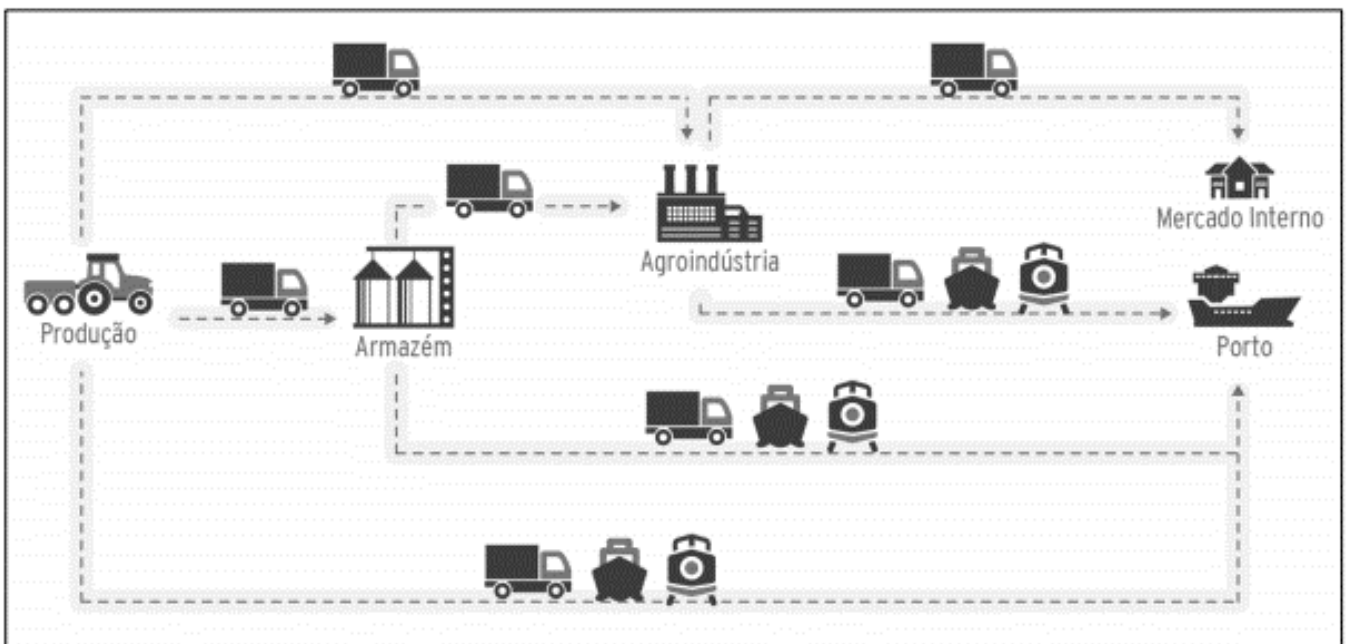 Mercado Interno
Agroindústria
Produção
Armazém
Porto